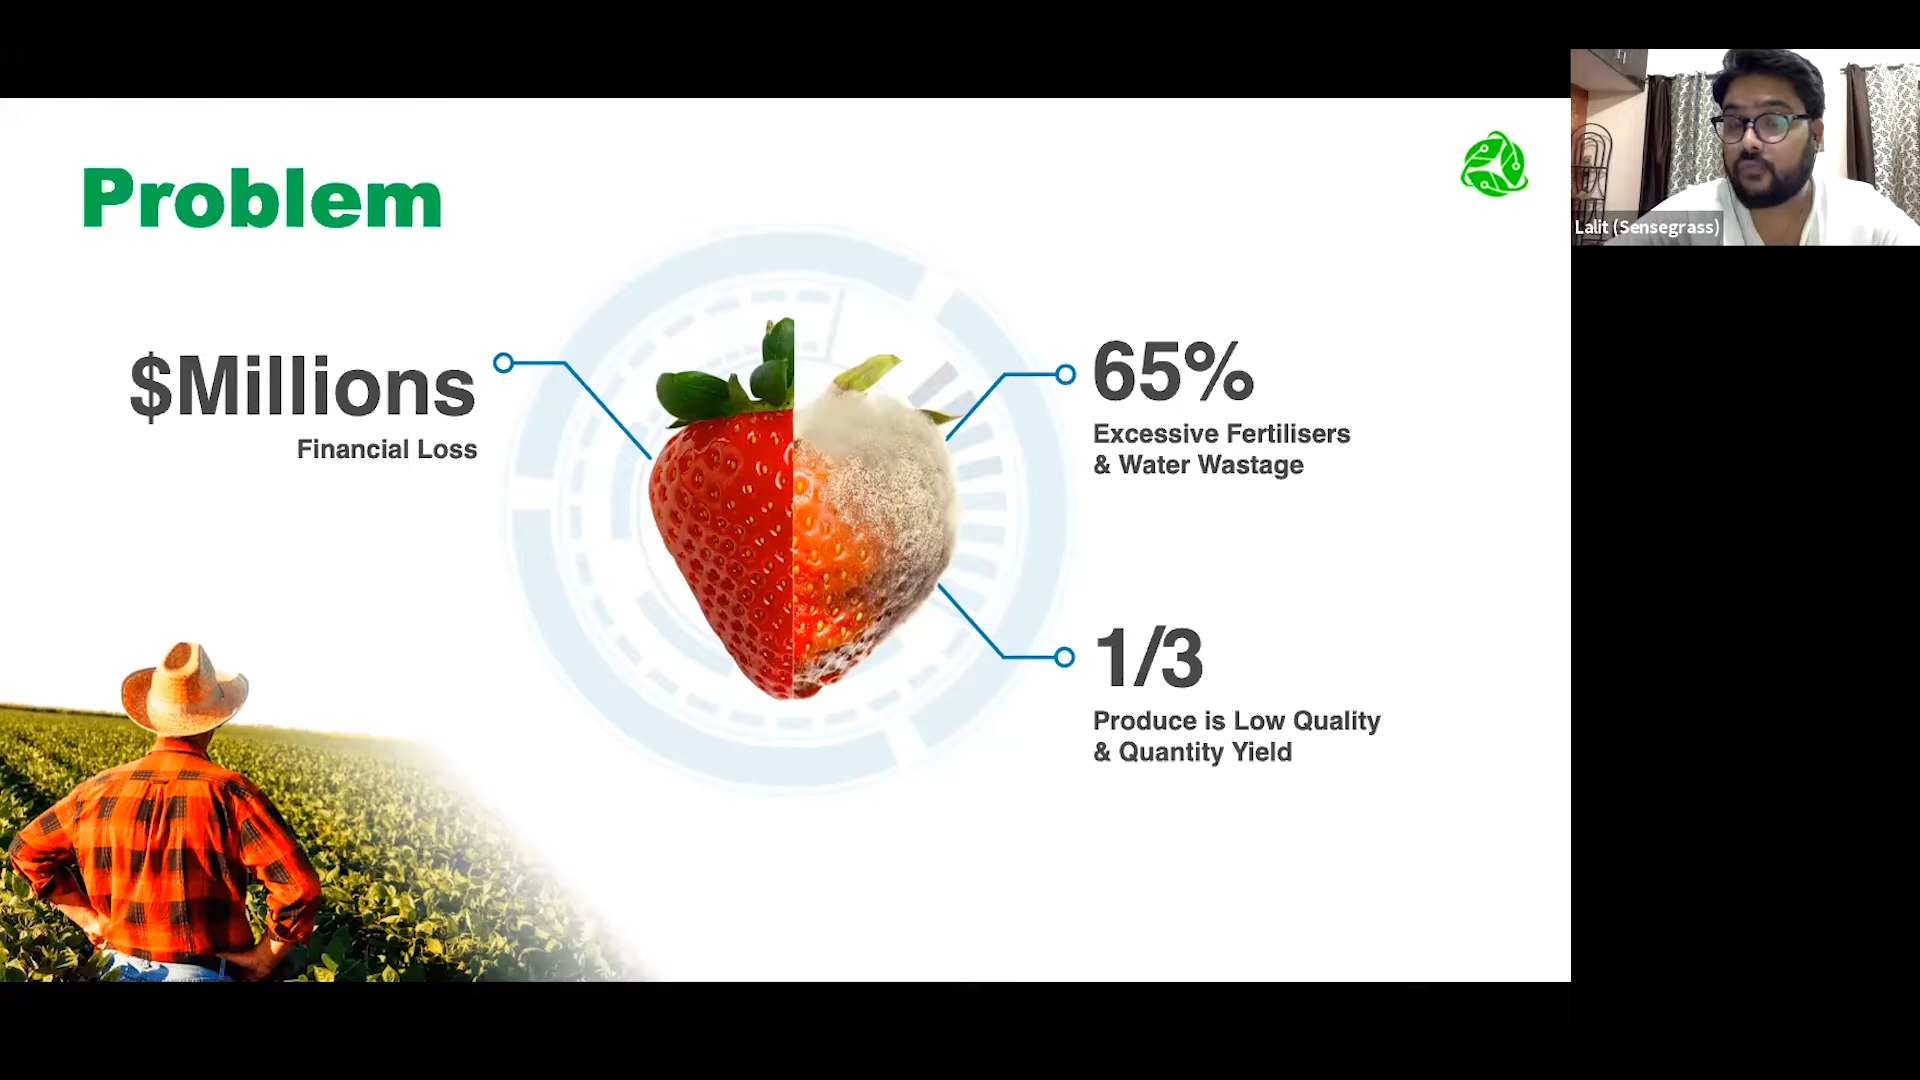 Problem
$Millions
Financial Loss
65%
Excessive Fertilisers
& Water Wastage
1/3
Produce is Low Quality
& Quantity Yield
Lalit (Sensegrass)